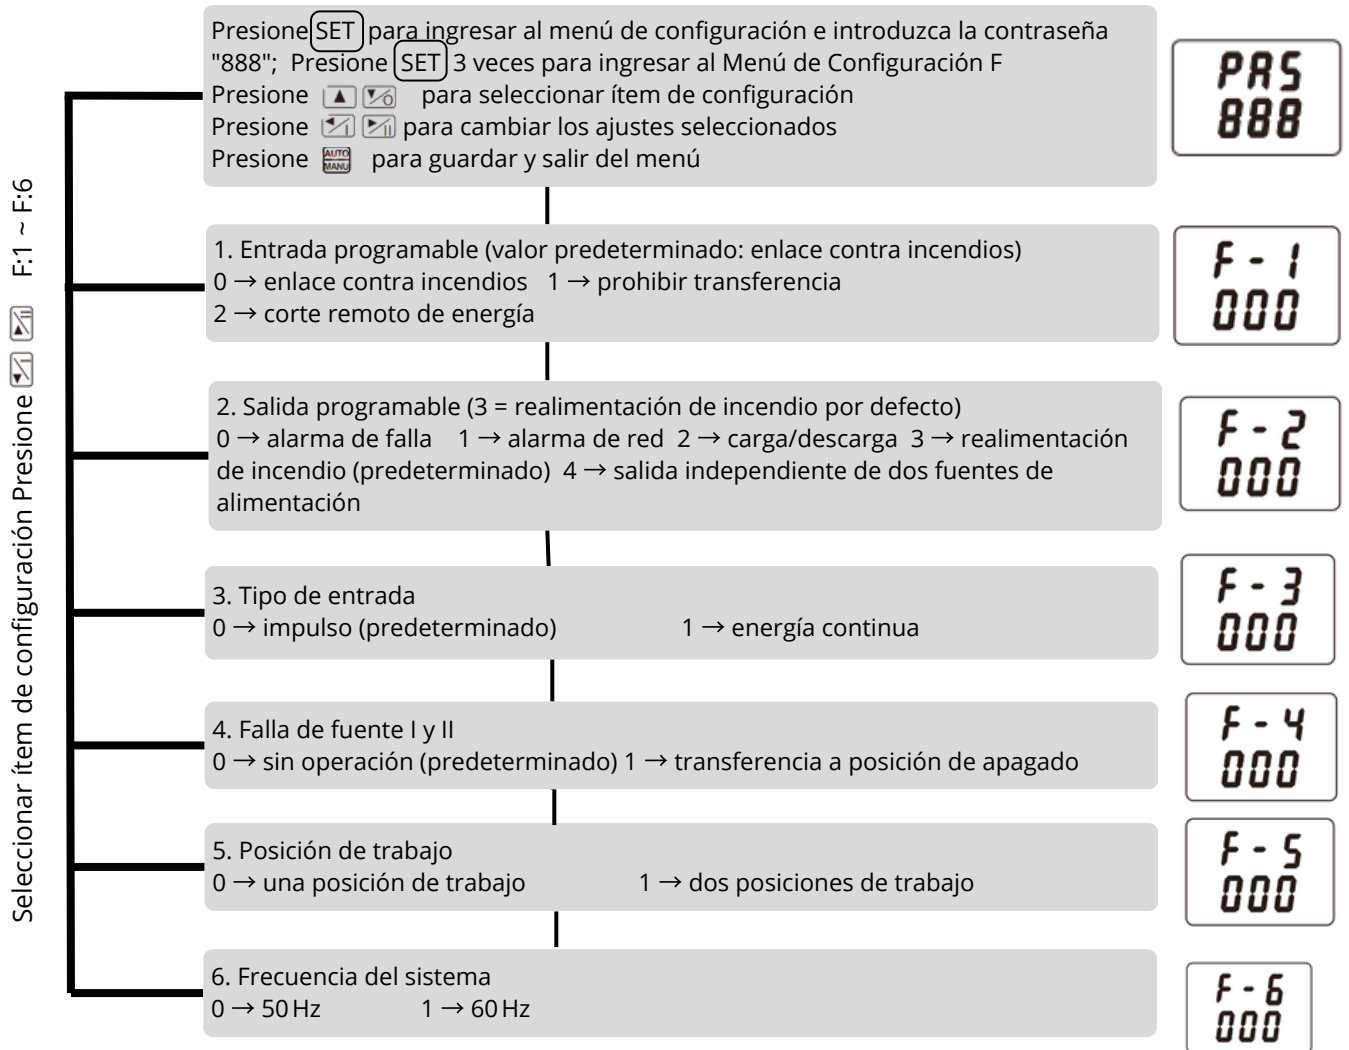 Presione SET para ingresar al menú de configuración e introduzca la contraseña
"888"; Presione SET 3 veces para ingresar al Menú de Configuración F
Presione ▲ ▼/O para seleccionar ítem de configuración
Presione ◄/I ►/II para cambiar los ajustes seleccionados
Presione AUTO MANU para guardar y salir del menú
PAS
888
Seleccionar ítem de configuración Presione ▼/I ▲/II F:1 ~ F:6
1. Entrada programable (valor predeterminado: enlace contra incendios)
0 → enlace contra incendios 1 → prohibir transferencia
2 → corte remoto de energía
F-1
000
2. Salida programable (3 = realimentación de incendio por defecto)
0 → alarma de falla 1 → alarma de red 2 → carga/descarga 3 → realimentación
de incendio (predeterminado) 4 → salida independiente de dos fuentes de
alimentación
F-2
000
3. Tipo de entrada
0 → impulso (predeterminado) 1 → energía continua
F-3
000
4. Falla de fuente I y II
0 → sin operación (predeterminado) 1 → transferencia a posición de apagado
F-4
000
5. Posición de trabajo
0 → una posición de trabajo 1 → dos posiciones de trabajo
F-5
000
6. Frecuencia del sistema
0 → 50 Hz 1 → 60 Hz
F-6
000